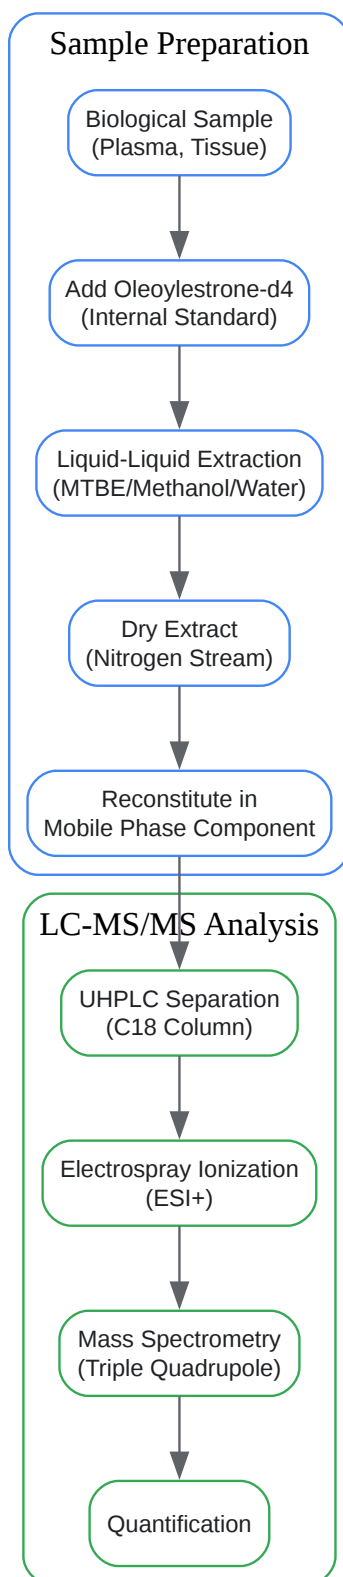 Sample Preparation
Biological Sample
(Plasma, Tissue)
Add Oleoylestrone-d4
(Internal Standard)
Liquid-Liquid Extraction
(MTBE/Methanol/Water)
Dry Extract
(Nitrogen Stream)
Reconstitute in
Mobile Phase Component
LC-MS/MS Analysis
UHPLC Separation
(C18 Column)
Electrospray Ionization
(ESI+)
Mass Spectrometry
(Triple Quadrupole)
Quantification